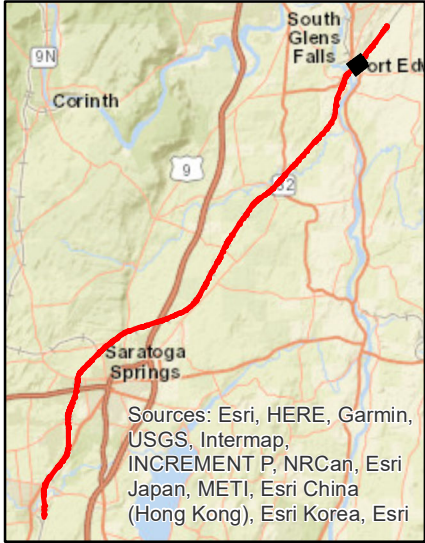 South
Glens
Falls
9N
ort Edw
Corinth
9
32
Saratoga
Springs
Sources: Esri, HERE, Garmin,
USGS, Intermap,
INCREMENT P, NRCan, Esri
Japan, METI, Esri China
(Hong Kong), Esri Korea, Esri